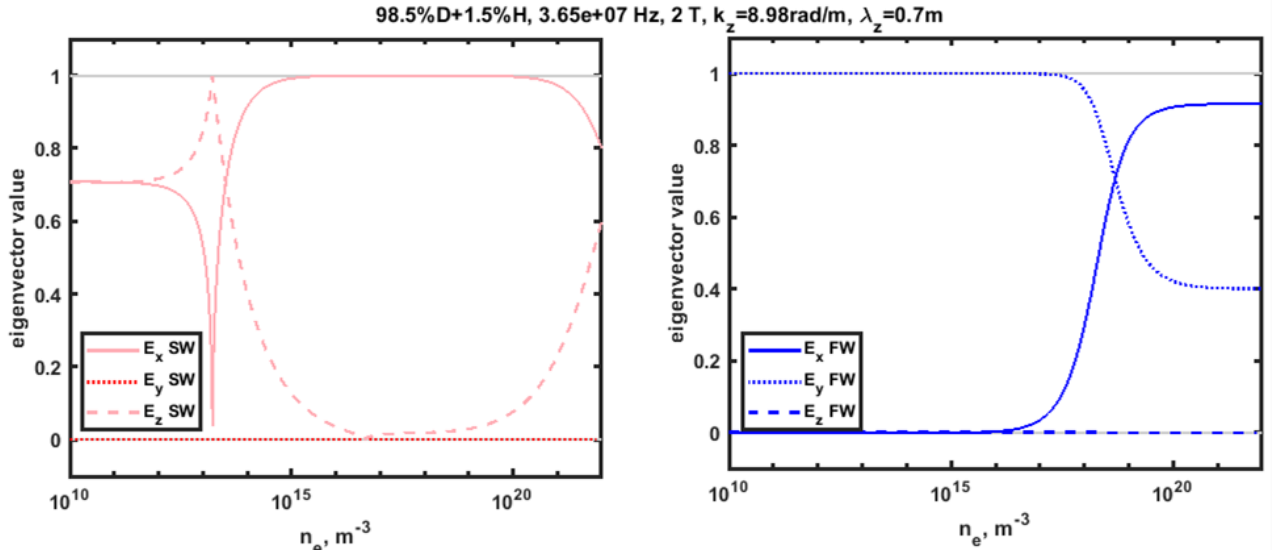 98.5%D+1.5%H, 3.65e+07 Hz, 2 T, k_z=8.98rad/m, λ_z=0.7m
eigenvector value
1
0.8
0.6
0.4
0.2
0
E_x SW
E_y SW
E_z SW
10^10
10^15
10^20
n_e, m^-3
eigenvector value
1
0.8
0.6
0.4
0.2
0
E_x FW
E_y FW
E_z FW
10^10
10^15
10^20
n_e, m^-3